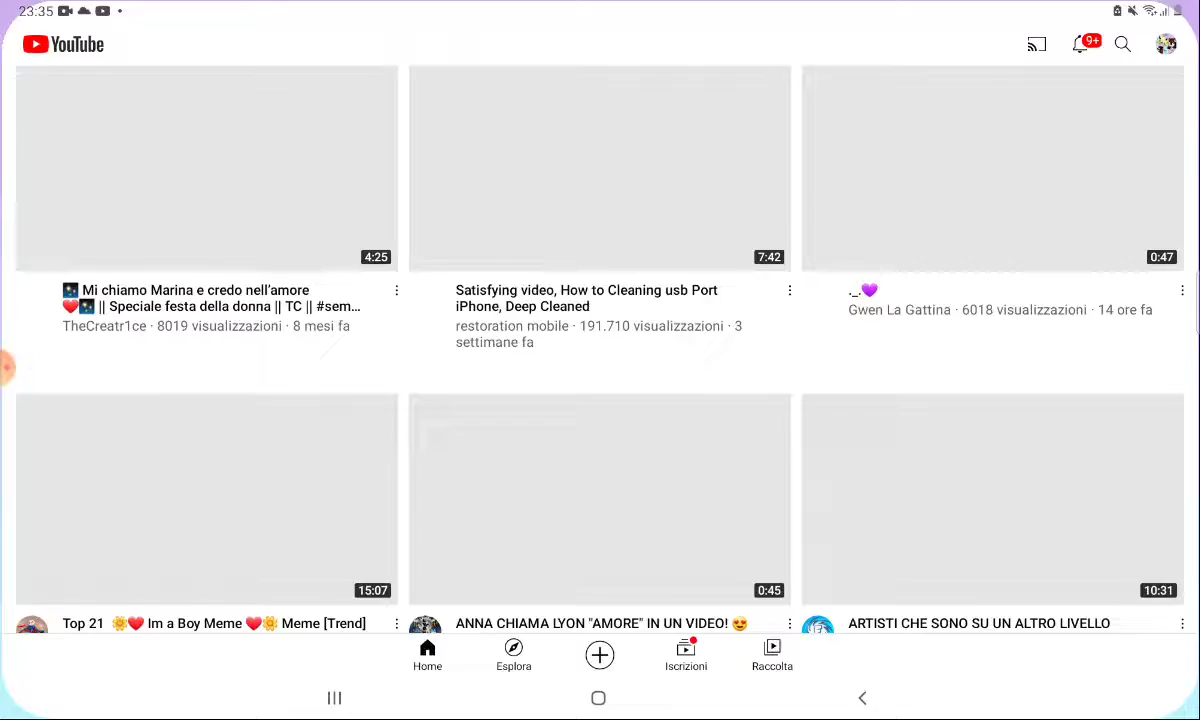 23:35
YouTube
9+
4:25
7:42
0:47
🎆 Mi chiamo Marina e credo nell'amore
❤️🎆 || Speciale festa della donna || TC || #sem…
TheCreatr1ce · 8019 visualizzazioni · 8 mesi fa
Satisfying video, How to Cleaning usb Port
iPhone, Deep Cleaned
restoration mobile · 191.710 visualizzazioni · 3
settimane fa
._.💜
Gwen La Gattina · 6018 visualizzazioni · 14 ore fa
15:07
0:45
10:31
Top 21 🌼❤️ Im a Boy Meme ❤️🌼 Meme [Trend]
ANNA CHIAMA LYON "AMORE" IN UN VIDEO! 😍
ARTISTI CHE SONO SU UN ALTRO LIVELLO
Home
Esplora
Iscrizioni
Raccolta